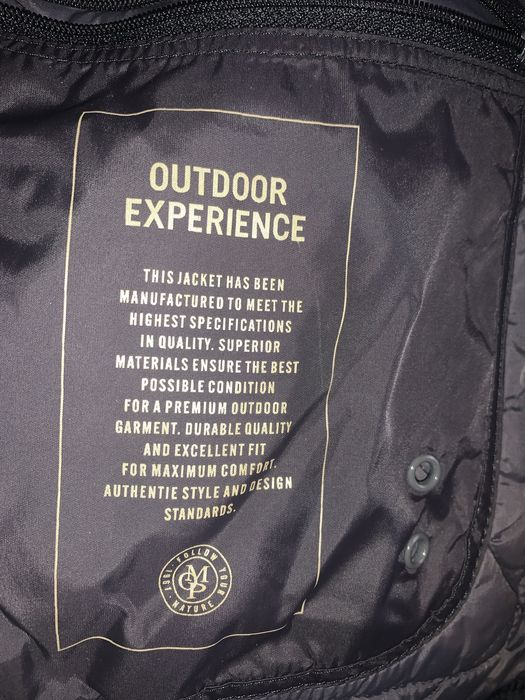 OUTDOOR
EXPERIENCE
THIS JACKET HAS BEEN
MANUFACTURED TO MEET THE
HIGHEST SPECIFICATIONS
IN QUALITY. SUPERIOR
MATERIALS ENSURE THE BEST
POSSIBLE CONDITION
FOR A PREMIUM OUTDOOR
GARMENT. DURABLE QUALITY
AND EXCELLENT FIT
FOR MAXIMUM COMFORT.
AUTHENTIE STYLE AND DESIGN
STANDARDS.
FOLLOW YOUR NATURE
1967
MOP